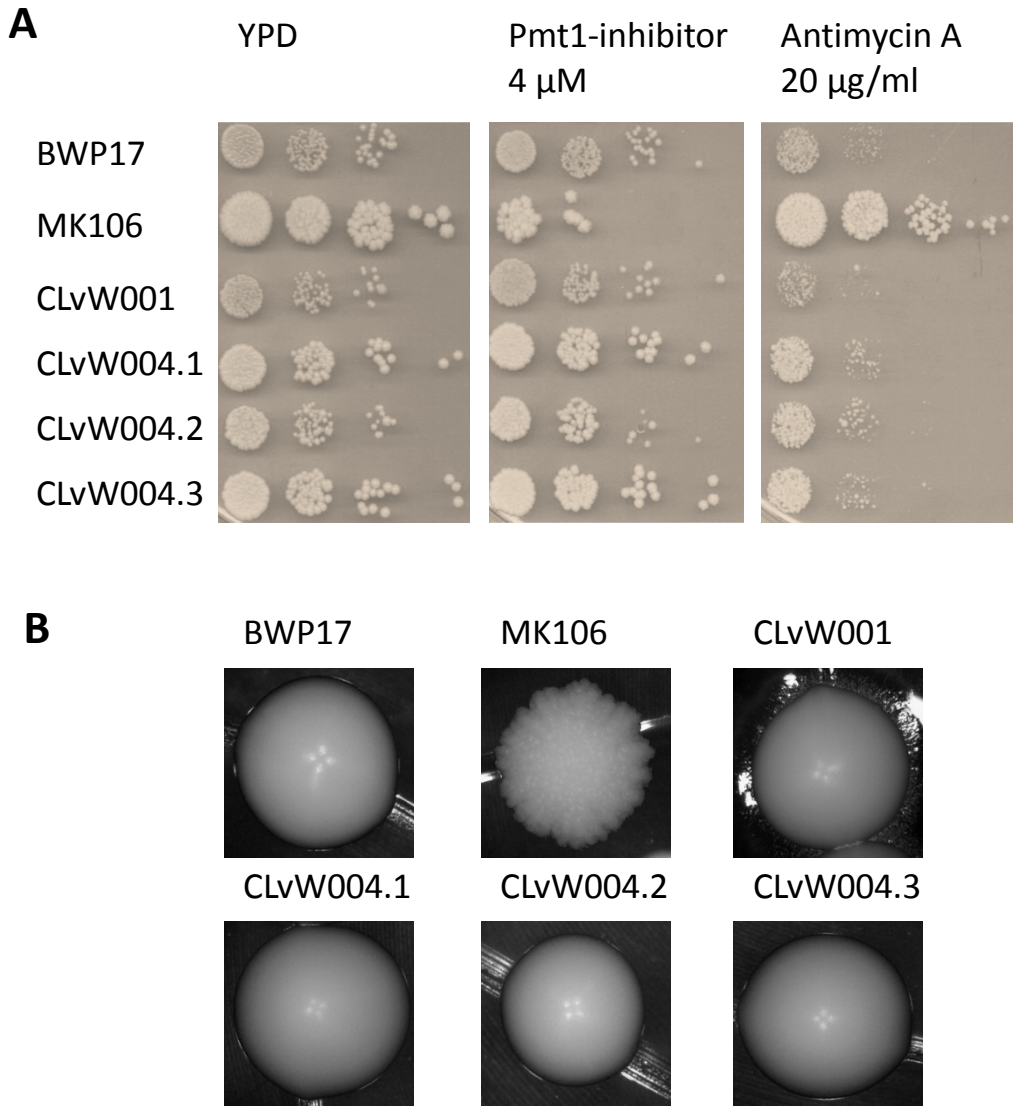 A
YPD
Pmt1-inhibitor
4 µM
Antimycin A
20 µg/ml
BWP17
MK106
CLvW001
CLvW004.1
CLvW004.2
CLvW004.3
B
BWP17
MK106
CLvW001
CLvW004.1
CLvW004.2
CLvW004.3